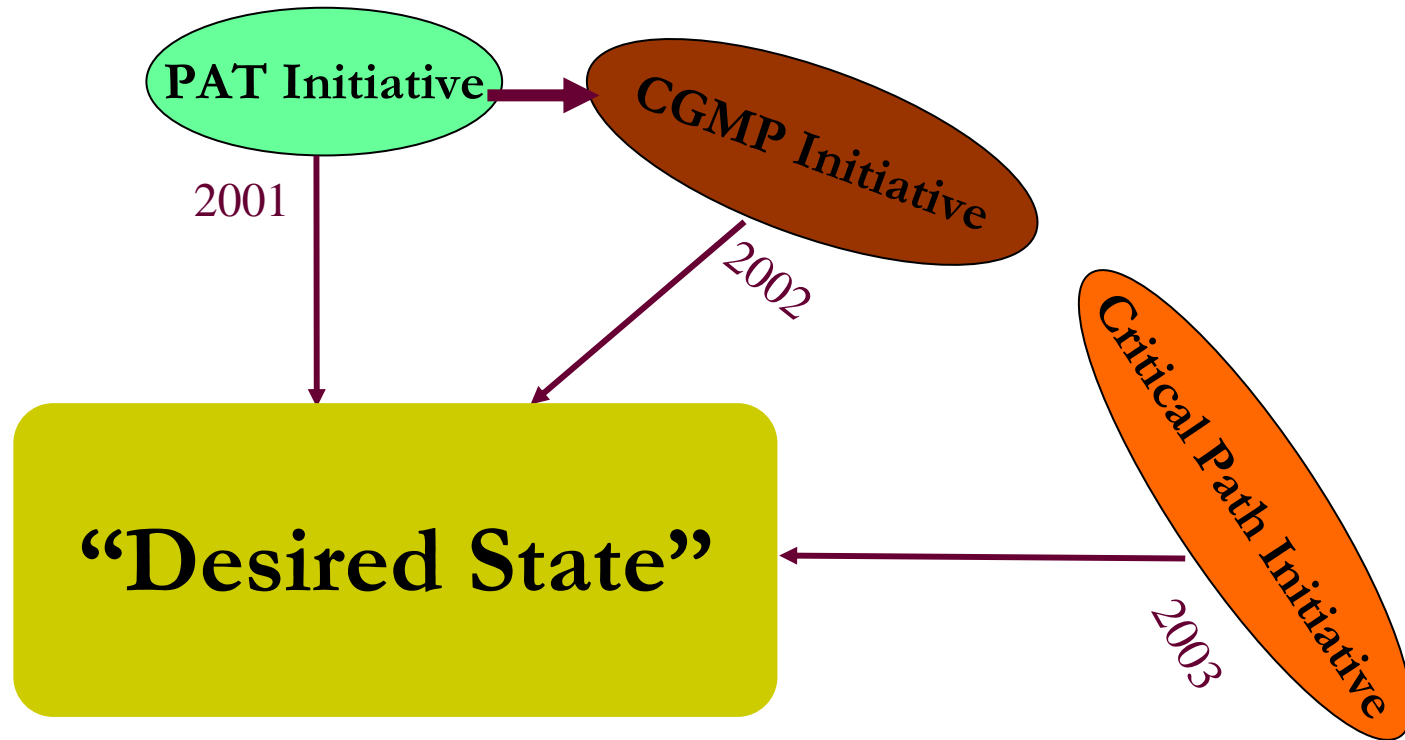 PAT Initiative
CGMP Initiative
2001
2002
Critical Path Initiative
“Desired State”
2003